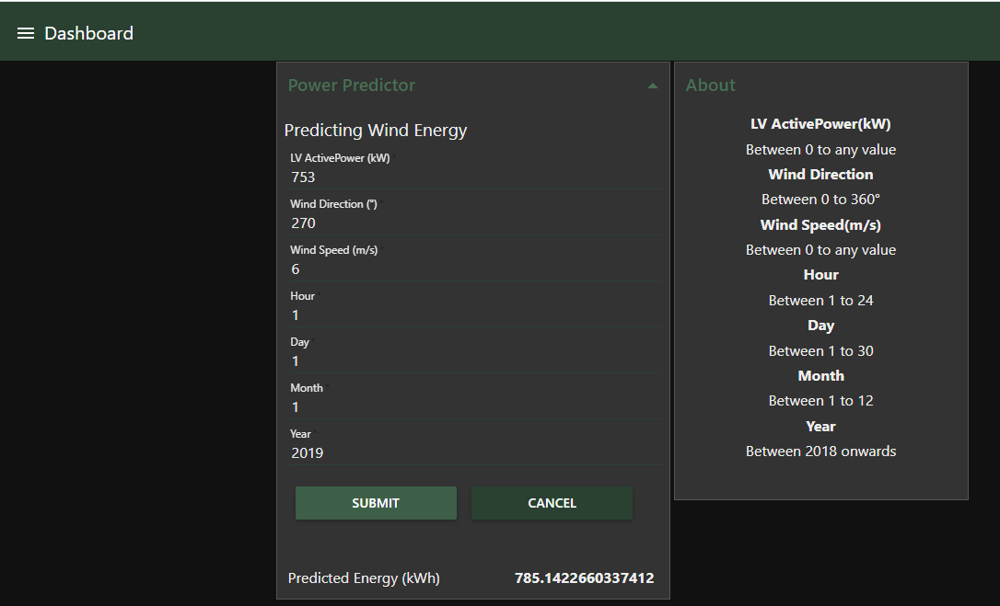 Dashboard
Power Predictor
Predicting Wind Energy
LV ActivePower (kW) *
753
Wind Direction (°) *
270
Wind Speed (m/s) *
6
Hour *
1
Day *
1
Month *
1
Year *
2019
SUBMIT CANCEL
Predicted Energy (kWh) 785.1422660337412
About
LV ActivePower(kW)
Between 0 to any value
Wind Direction
Between 0 to 360°
Wind Speed(m/s)
Between 0 to any value
Hour
Between 1 to 24
Day
Between 1 to 30
Month
Between 1 to 12
Year
Between 2018 onwards